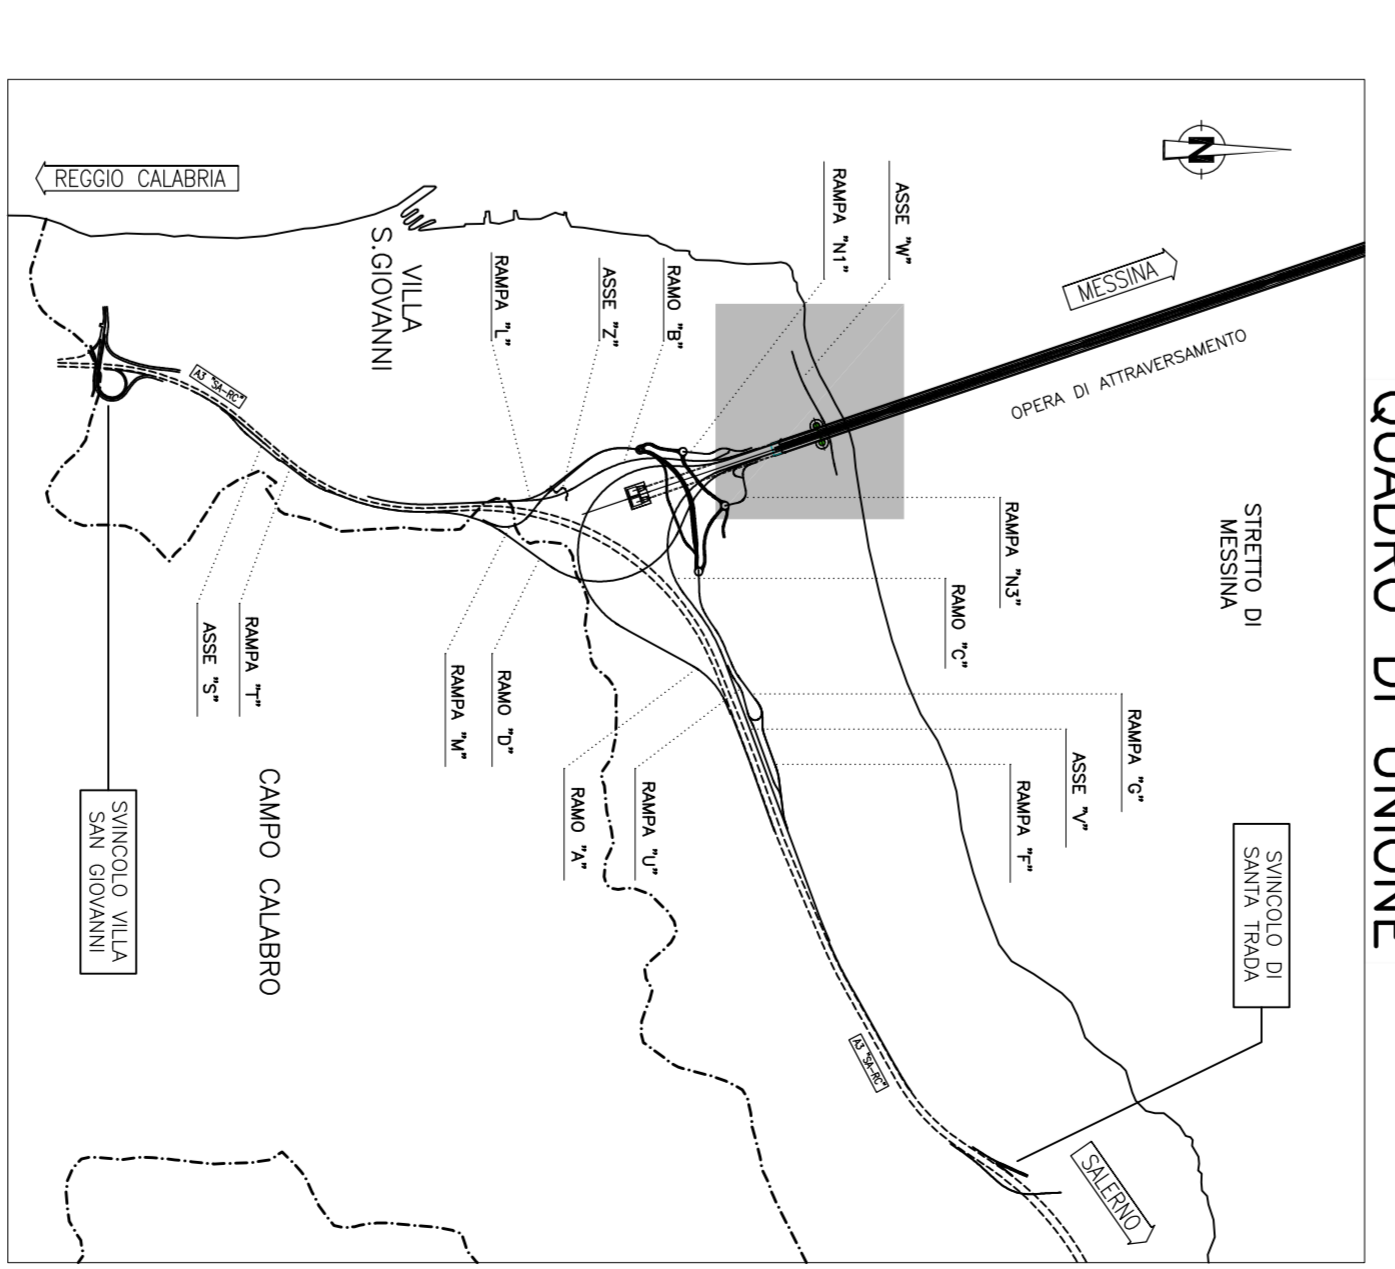 QUADRO DI UNIONE
N
REGGIO CALABRIA
MESSINA
OPERA DI ATTRAVERSAMENTO
STRETTO DI
MESSINA
VILLA
S.GIOVANNI
ASSE "W"
RAMPA "N1"
RAMO "B"
ASSE "Z"
RAMPA "L"
A3 "SA-RC"
RAMPA "N3"
RAMO "C"
RAMPA "G"
ASSE "V"
RAMPA "F"
RAMPA "T"
ASSE "S"
RAMO "D"
RAMPA "M"
RAMPA "U"
RAMO "A"
CAMPO CALABRO
SVINCOLO VILLA
SAN GIOVANNI
SVINCOLO DI
SANTA TRADA
A3 "SA-RC"
SALERNO